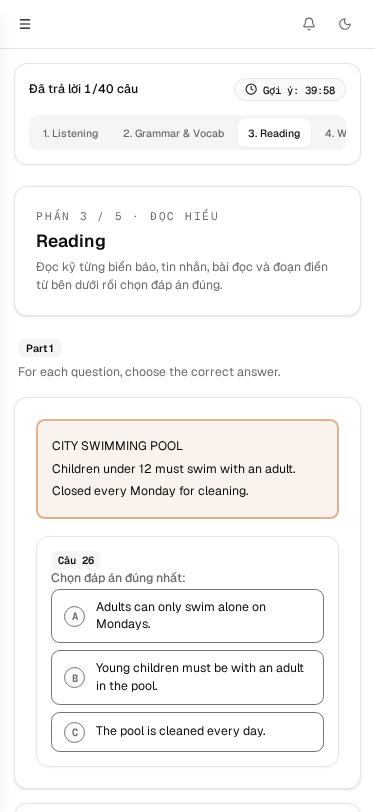 Đã trả lời 1/40 câu
Gợi ý: 39:58
1. Listening
2. Grammar & Vocab
3. Reading
4. W
PHẦN 3 / 5 · ĐỌC HIỂU
Reading
Đọc kỹ từng biển báo, tin nhắn, bài đọc và đoạn điền
từ bên dưới rồi chọn đáp án đúng.
Part 1
For each question, choose the correct answer.
CITY SWIMMING POOL
Children under 12 must swim with an adult.
Closed every Monday for cleaning.
Câu 26
Chọn đáp án đúng nhất:
A
Adults can only swim alone on
Mondays.
B
Young children must be with an adult
in the pool.
C
The pool is cleaned every day.